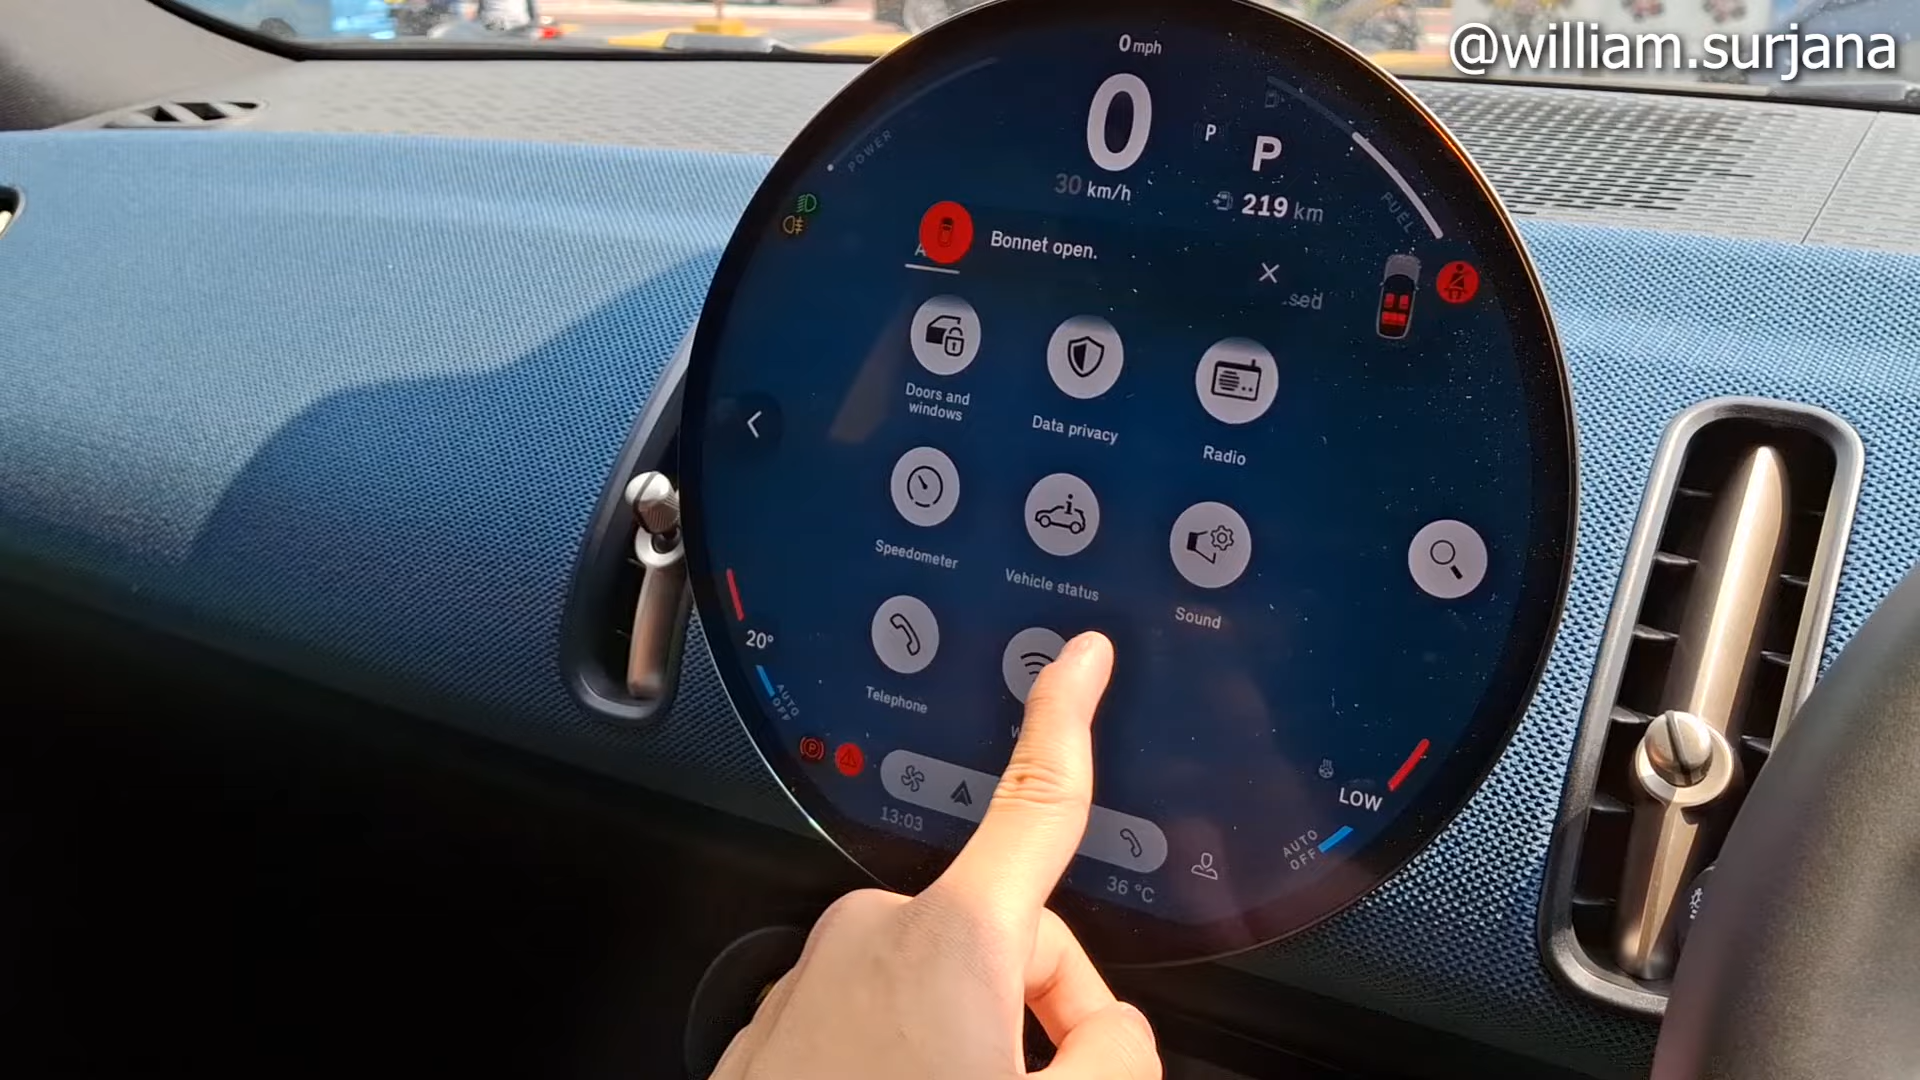 @william.surjana
0 mph
0
P
P
30 km/h
219 km
POWER
FUEL
Bonnet open.
Doors and
windows
Data privacy
Radio
Speedometer
Vehicle status
Sound
Telephone
20°
AUTO
OFF
LOW
AUTO
OFF
13:03
36 °C